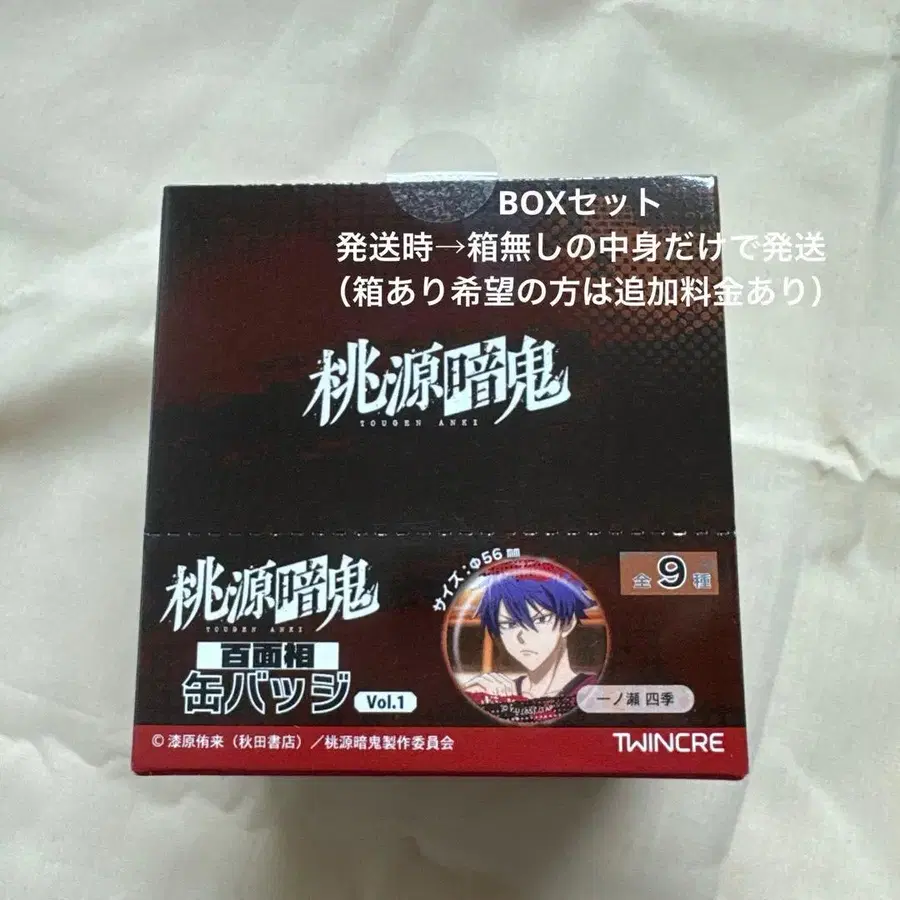 BOXセット
発送時→箱無しの中身だけで発送
（箱あり希望の方は追加料金あり）
桃源暗鬼
TOUGEN ANKI
桃源暗鬼
TOUGEN ANKI
百面相
缶バッジ
Vol.1
サイズ:Φ56㎜
全9種
一ノ瀬 四季
© 漆原侑来（秋田書店）／桃源暗鬼製作委員会
TWINCRE